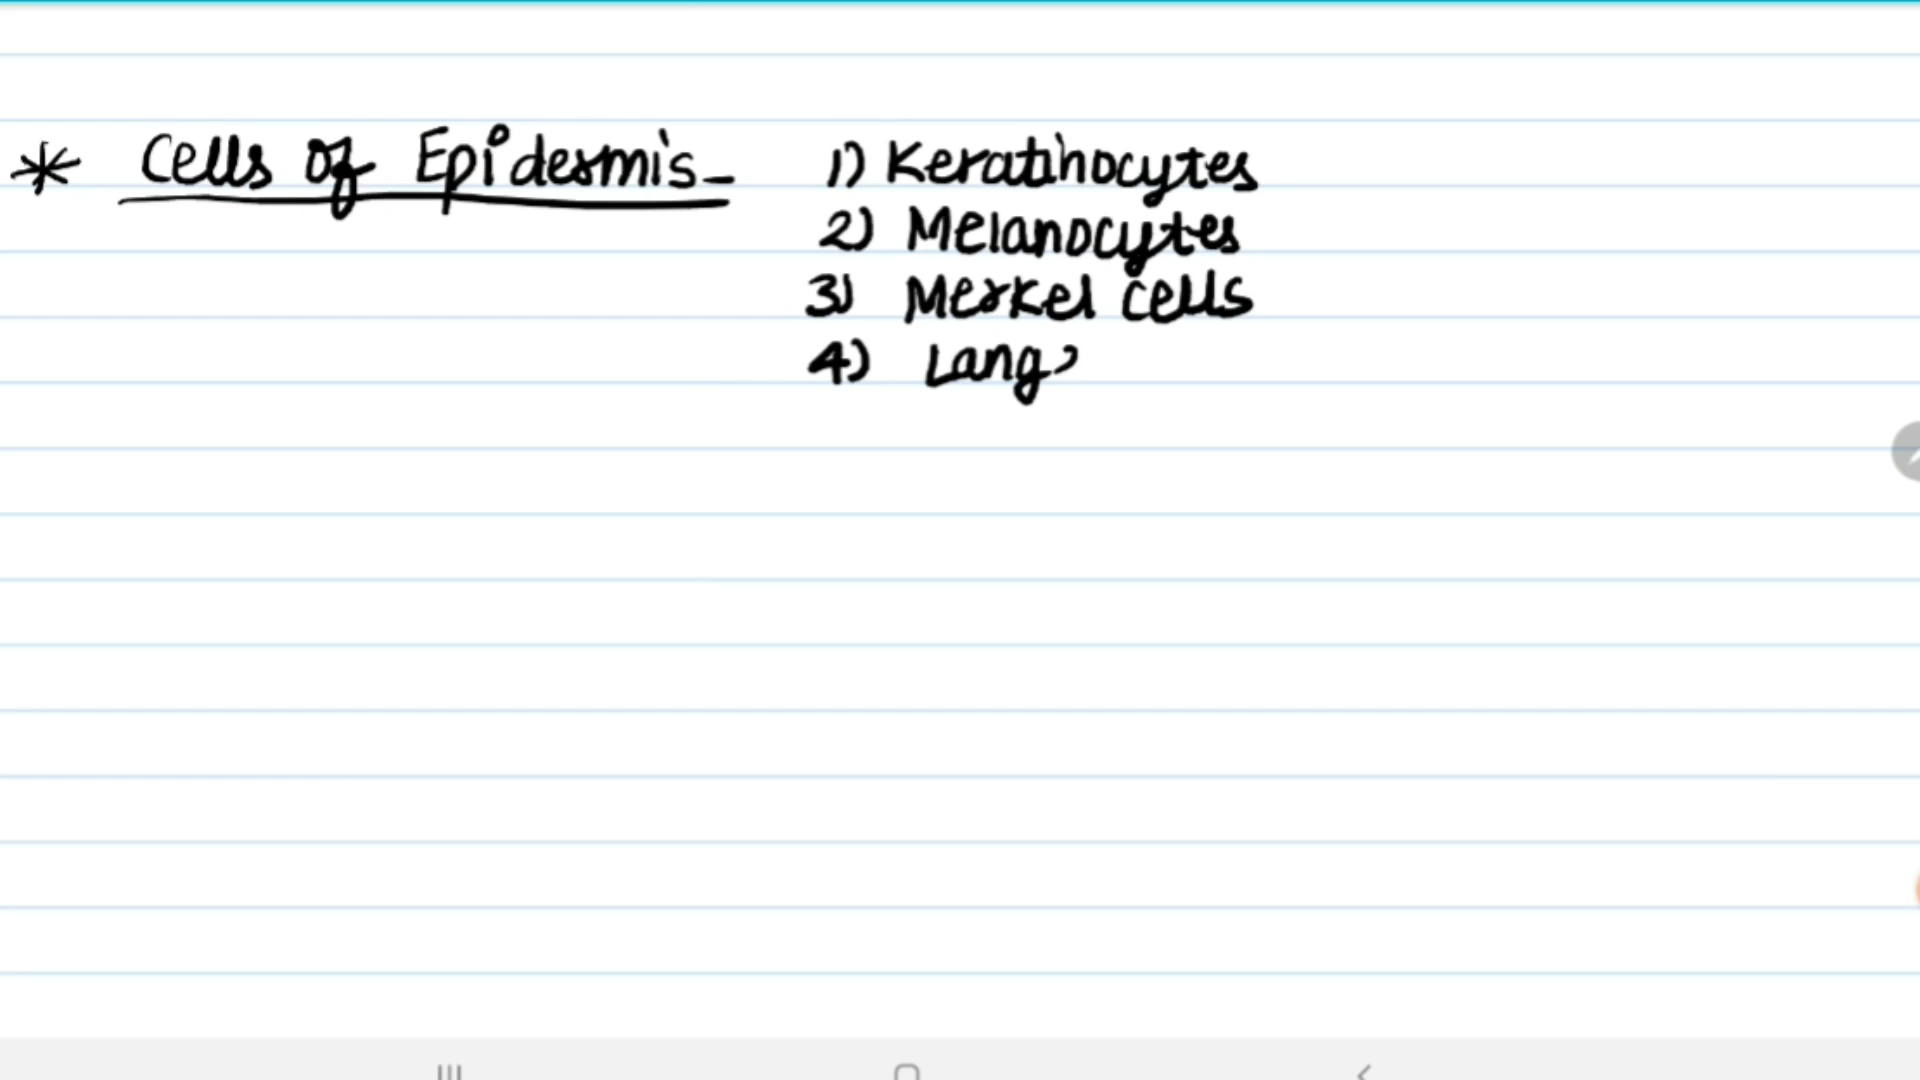 * Cells of Epidermis- 1) Keratinocytes
2) Melanocytes
3) Merkel cells
4) Lang